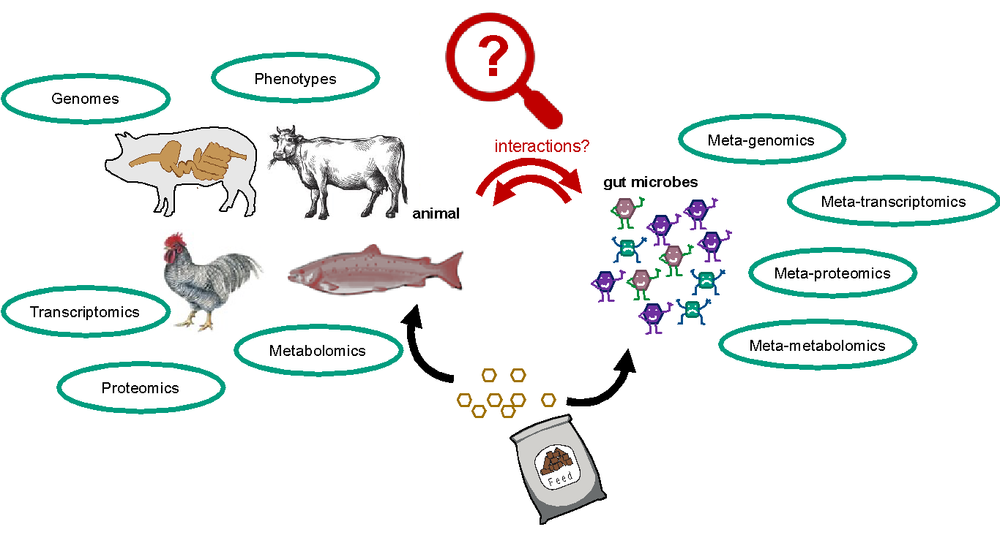 ?
Phenotypes
Genomes
interactions?
Meta-genomics
gut microbes
Meta-transcriptomics
animal
Meta-proteomics
Transcriptomics
Metabolomics
Meta-metabolomics
Proteomics
Feed